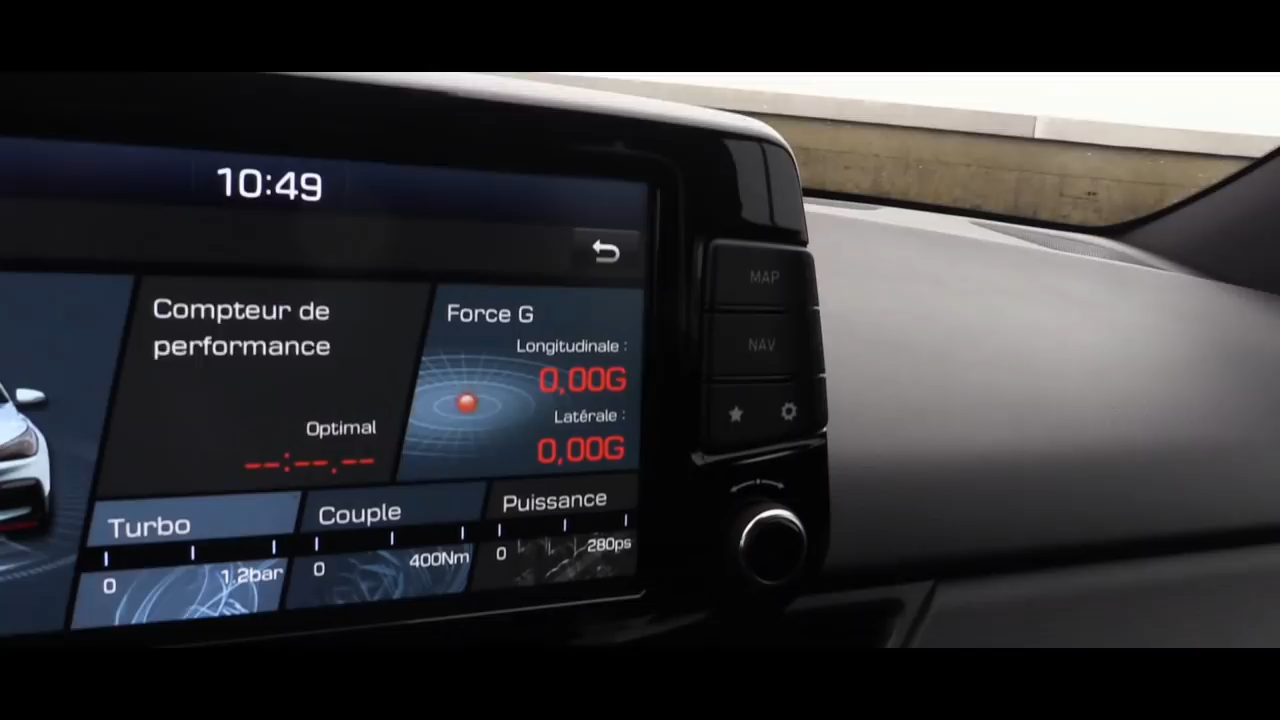 10:49
Compteur de
performance
Optimal
--:--.--
Force G
Longitudinale :
0,00G
Latérale :
0,00G
Turbo
0 1.2bar
Couple
0 400Nm
Puissance
0 280ps
MAP
NAV